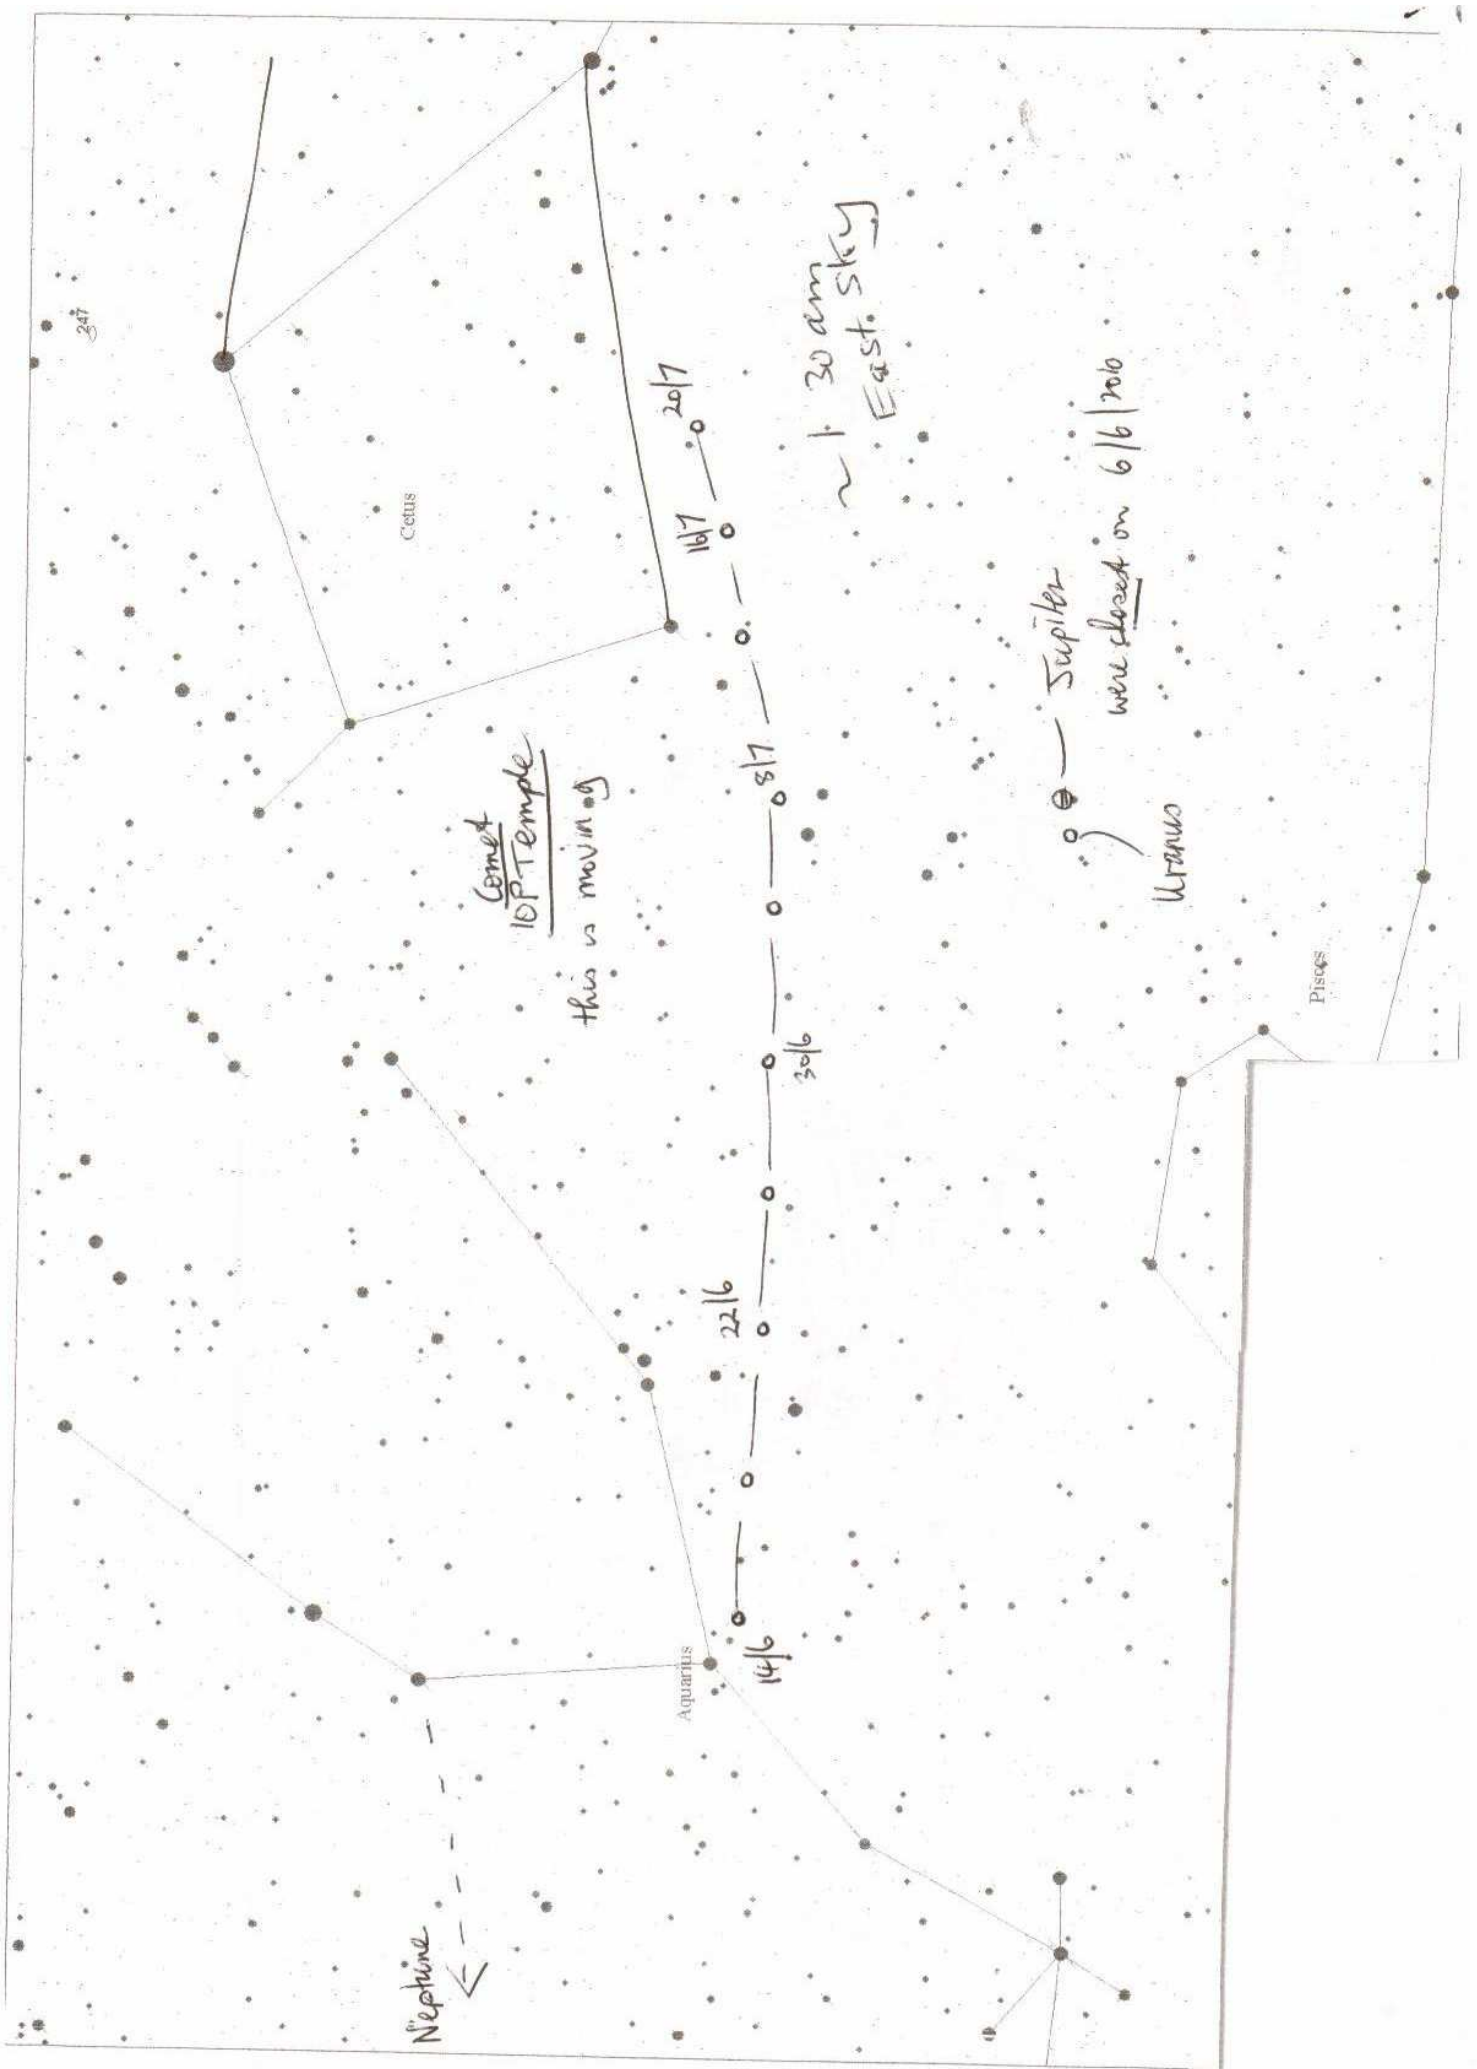 247
Cetus
20/7
16/7
~ 1.30 am
East. Sky
8/7
Comet
10P Temple
this is moving
Jupiter
were closest on 6/6/2010
Uranus
Pisces
30/6
22/6
14/6
Aquarius
Neptune